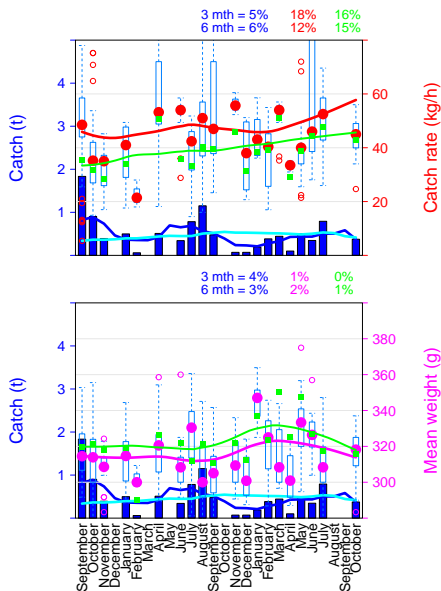 3 mth = 5% 18% 16%
6 mth = 6% 12% 15%
Catch (t)
1
2
3
4
5
Catch rate (kg/h)
20
40
60
3 mth = 4% 1% 0%
6 mth = 3% 2% 1%
Catch (t)
1
2
3
4
5
Mean weight (g)
300
320
340
360
380
September
October
November
December
January
February
March
April
May
June
July
August
September
November
December
January
February
March
April
May
June
July
August
September
October